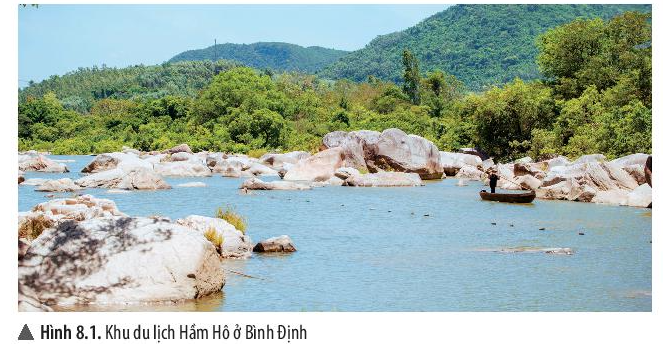 Hình 8.1. Khu du lịch Hầm Hô ở Bình Định